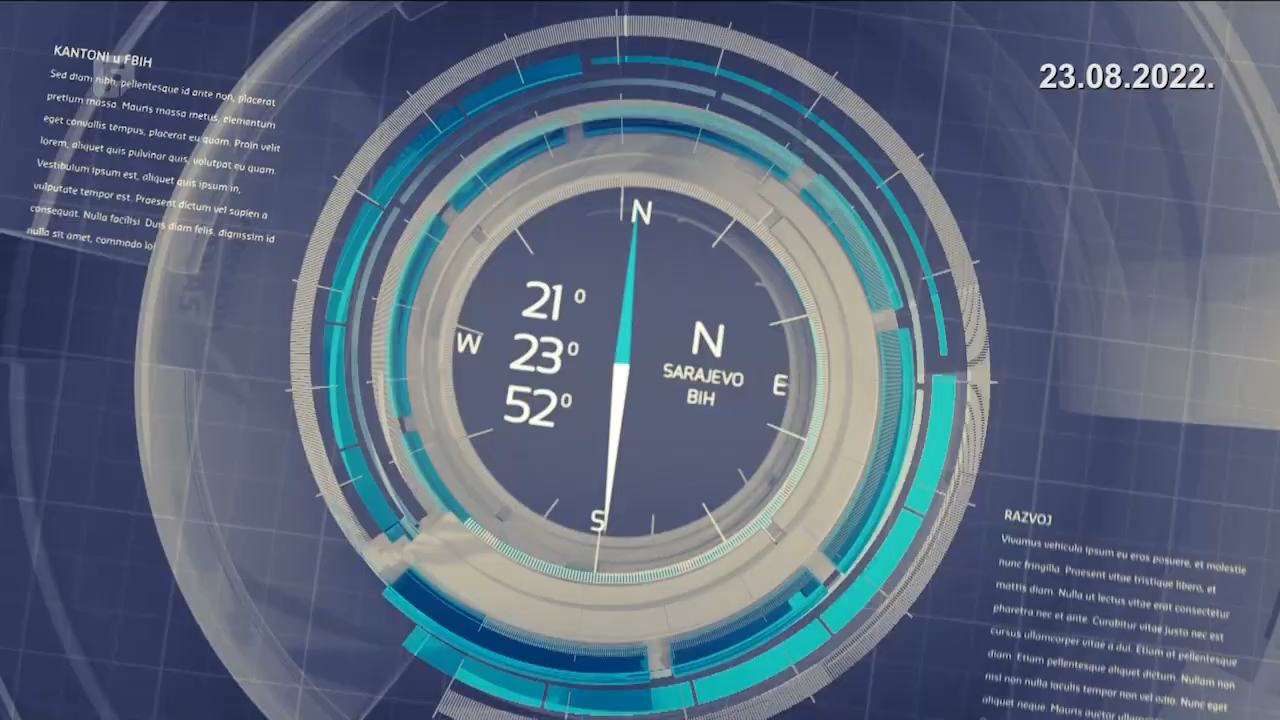 KANTONI u FBIH
Sed diam nibh, pellentesque id ante non, placerat
pretium massa. Mauris massa metus, elementum
eget convallis tempus, placerat eu quam. Proin velit
lorem, aliquet quis pulvinar quis, volutpat eu quam.
Vestibulum ipsum est, aliquet quis ipsum in,
vulputate tempor est. Praesent dictum vel sapien a
consequat. Nulla facilisi. Duis diam felis, dignissim id
nulla sit amet, commodo lo
23.08.2022.
N
21°
23°
52°
W
N
SARAJEVO
BIH
E
S
RAZVOJ
Vivamus vehicula ipsum eu eros posuere, et molestie
nunc fringilla. Praesent vitae tristique libero, et
mattis diam. Nulla ut lectus vitae erat consectetur
pharetra nec et ante. Curabitur vitae justo nec est
cursus ullamcorper vitae a dui. Etiam at pellentesque
diam. Etiam pellentesque aliquet dictum. Nullam non
nisl non nulla iaculis tempor non vel odio. Nunc eget
aliquet neque. Mauris auctor